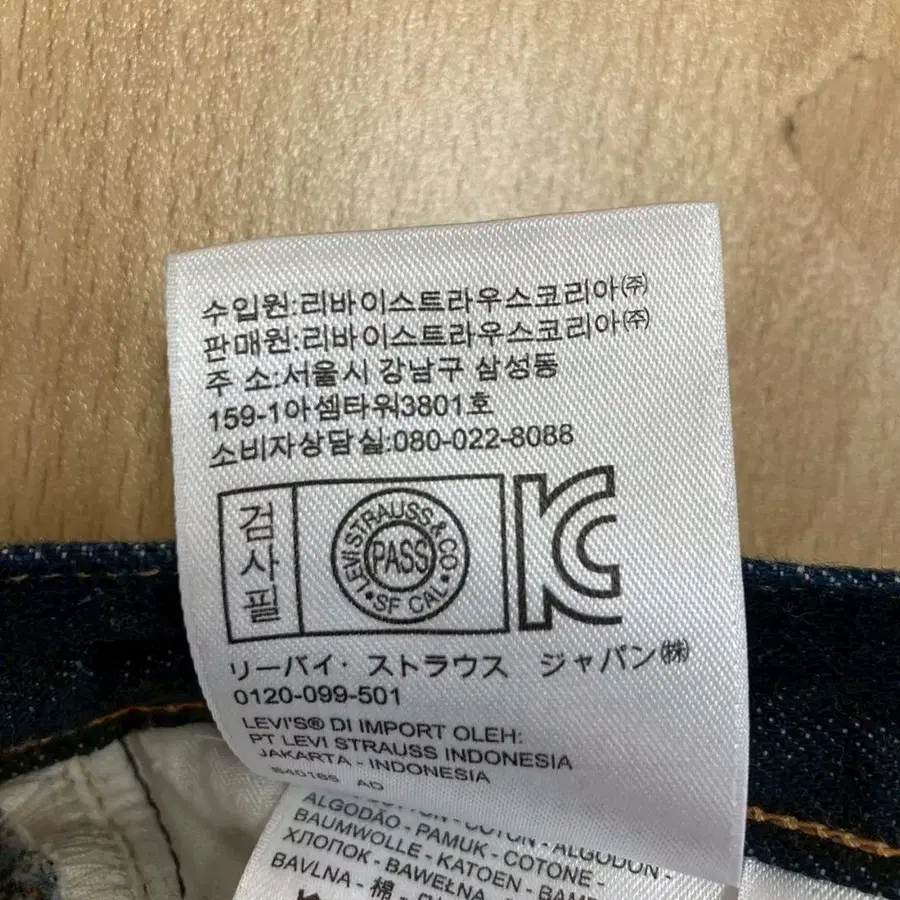 수입원:리바이스트라우스코리아㈜
판매원:리바이스트라우스코리아㈜
주 소:서울시 강남구 삼성동
159-1아셈타워3801호
소비자상담실:080-022-8088
검사필
LEVI STRAUSS & CO
PASS
SF CAL
KC
リーバイ・ストラウス ジャパン㈱
0120-099-501
LEVI'S® DI IMPORT OLEH:
PT LEVI STRAUSS INDONESIA
JAKARTA - INDONESIA
AD
ALGODÃO - PAMUK - COTONE -
BAUMWOLLE - KATOEN - BAWEŁNA -
BAVLNA - 棉 -